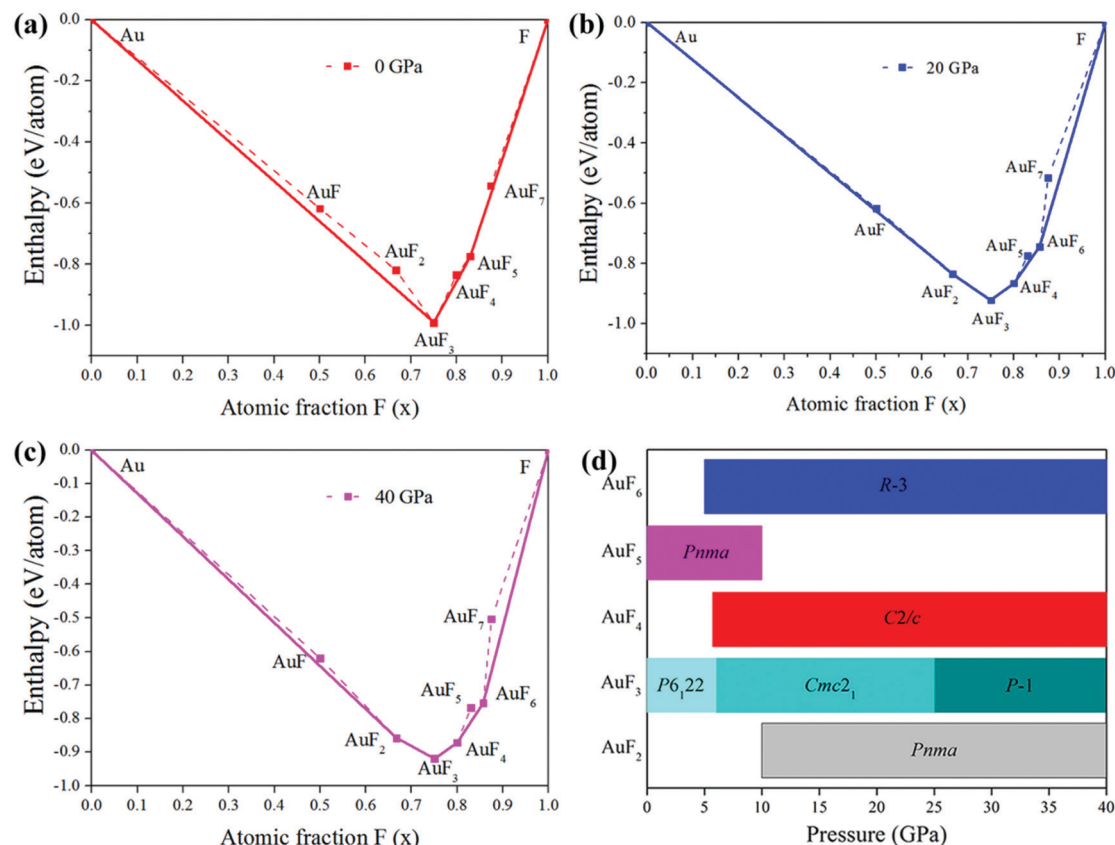 (a)
0.0
-0.2
-0.4
-0.6
-0.8
-1.0
Enthalpy (eV/atom)
Au
F
0 GPa
AuF
AuF₂
AuF₃
AuF₄
AuF₅
AuF₇
0.0 0.1 0.2 0.3 0.4 0.5 0.6 0.7 0.8 0.9 1.0
Atomic fraction F (x)
(b)
0.0
-0.2
-0.4
-0.6
-0.8
-1.0
Enthalpy (eV/atom)
Au
F
20 GPa
AuF
AuF₂
AuF₃
AuF₄
AuF₅
AuF₆
AuF₇
0.0 0.1 0.2 0.3 0.4 0.5 0.6 0.7 0.8 0.9 1.0
Atomic fraction F (x)
(c)
0.0
-0.1
-0.2
-0.3
-0.4
-0.5
-0.6
-0.7
-0.8
-0.9
-1.0
Enthalpy (eV/atom)
Au
F
40 GPa
AuF
AuF₂
AuF₃
AuF₄
AuF₅
AuF₆
AuF₇
0.0 0.1 0.2 0.3 0.4 0.5 0.6 0.7 0.8 0.9 1.0
Atomic fraction F (x)
(d)
AuF₆ R-3
AuF₅ Pnma
AuF₄ C2/c
AuF₃ P6₁22 Cmc2₁ P-1
AuF₂ Pnma
0 5 10 15 20 25 30 35 40
Pressure (GPa)